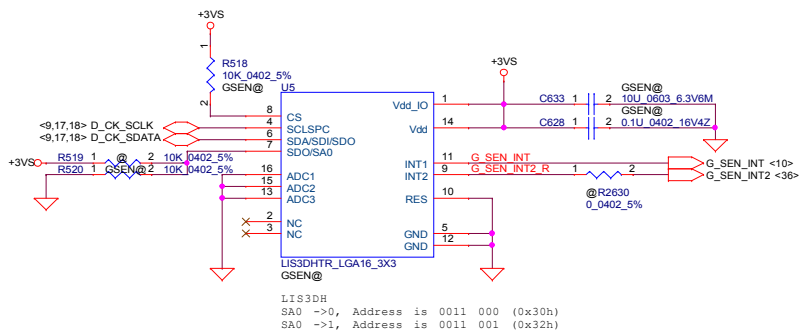 +3VS
1
R518
10K_0402_5%
GSEN@
2
U5
+3VS
8 CS
<9,17,18> D_CK_SCLK 4 SCLSPC
<9,17,18> D_CK_SDATA 6 SDA/SDI/SDO
7 SDO/SA0
+3VS R519 1 @ 2 10K_0402_5%
R520 1 GSEN@ 2 10K_0402_5%
16 ADC1
15 ADC2
13 ADC3
2 NC
3 NC
Vdd_IO 1
Vdd 14
GSEN@
C633 1 2 10U_0603_6.3V6M
GSEN@
C628 1 2 0.1U_0402_16V4Z
INT1 11 G_SEN_INT G_SEN_INT <10>
INT2 9 G_SEN_INT2_R 1 2 G_SEN_INT2 <36>
@R2630
0_0402_5%
RES 10
GND 5
GND 12
LIS3DHTR_LGA16_3X3
GSEN@
LIS3DH
SA0 ->0, Address is 0011 000 (0x30h)
SA0 ->1, Address is 0011 001 (0x32h)